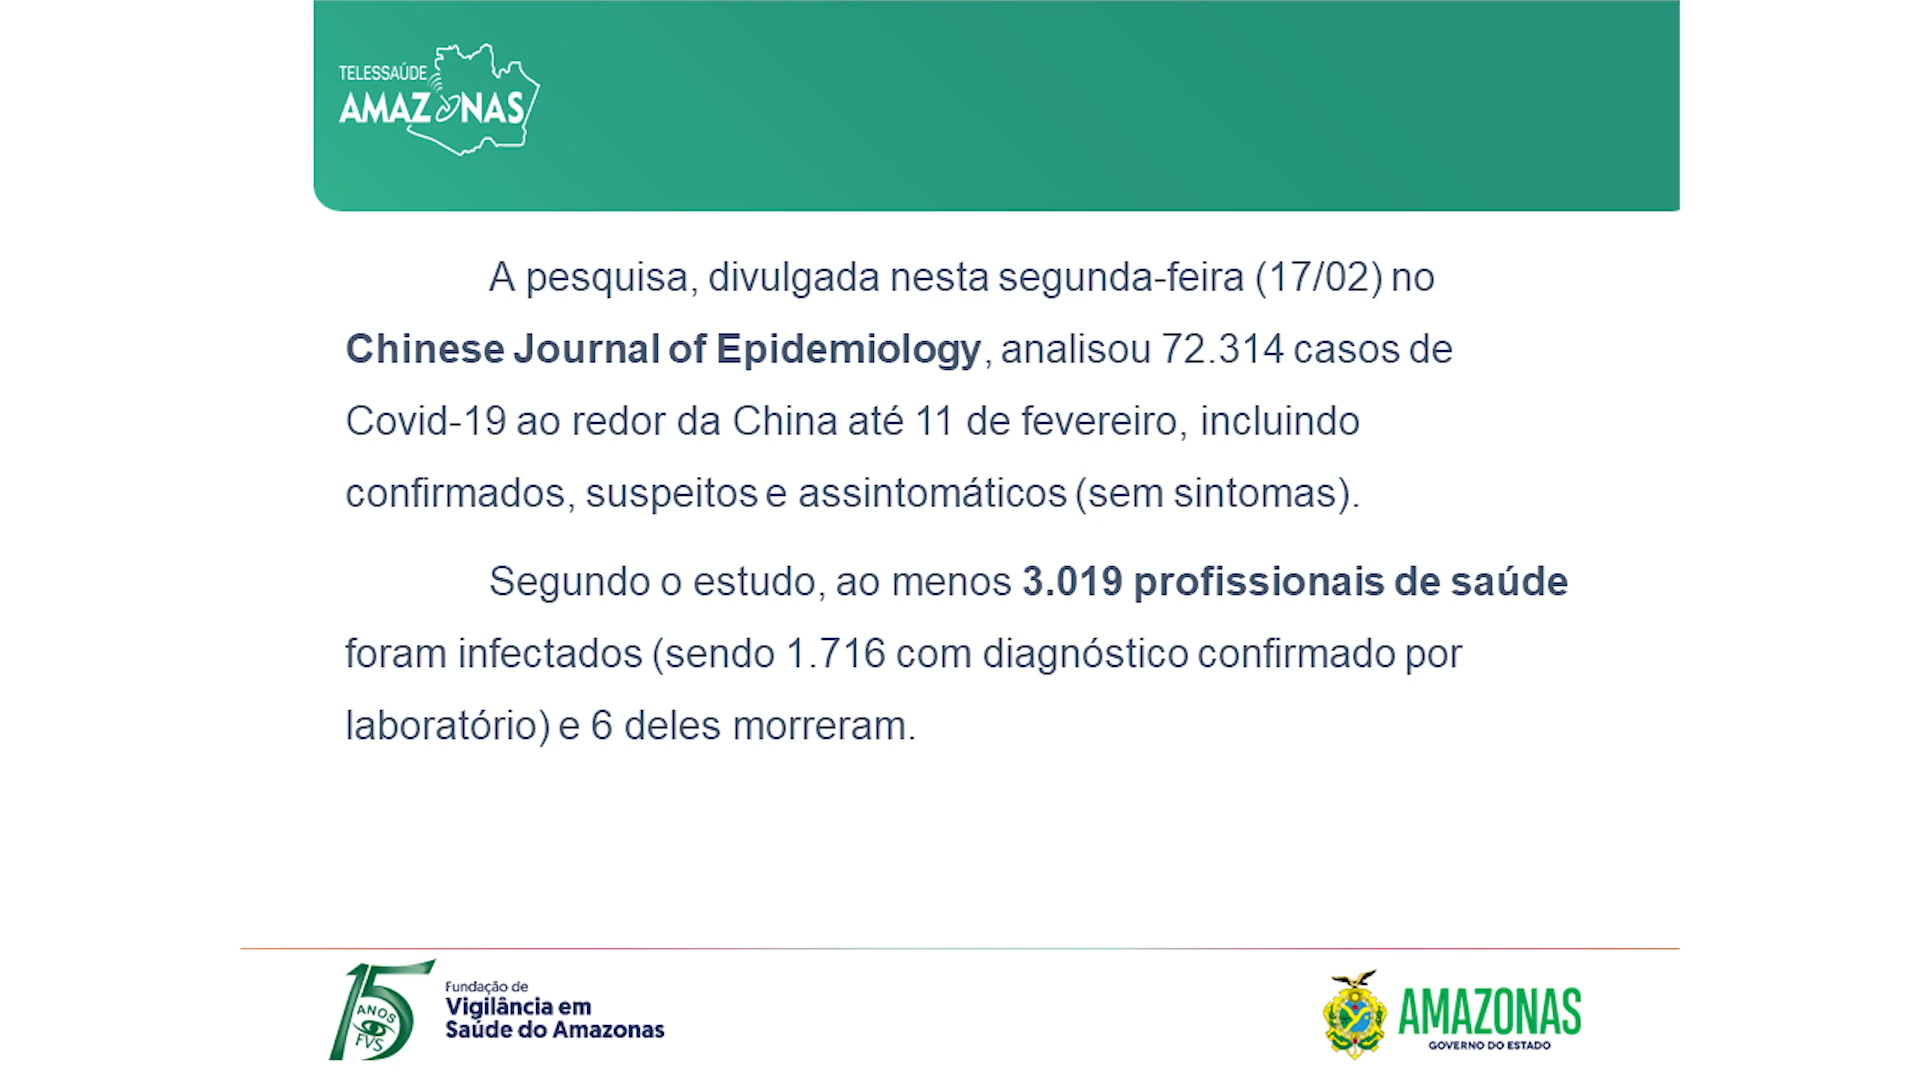 TELESSAÚDE
AMAZONAS
A pesquisa, divulgada nesta segunda-feira (17/02) no
Chinese Journal of Epidemiology, analisou 72.314 casos de
Covid-19 ao redor da China até 11 de fevereiro, incluindo
confirmados, suspeitos e assintomáticos (sem sintomas).
Segundo o estudo, ao menos 3.019 profissionais de saúde
foram infectados (sendo 1.716 com diagnóstico confirmado por
laboratório) e 6 deles morreram.
15
ANOS
FVS
Fundação de
Vigilância em
Saúde do Amazonas
AMAZONAS
GOVERNO DO ESTADO